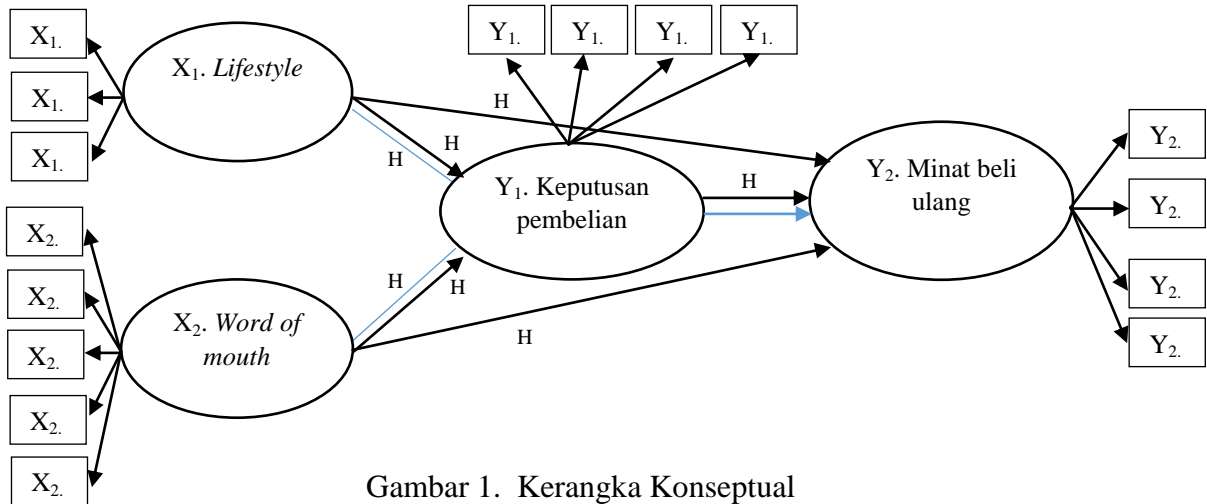 X1.
X1.
X1.
X1. Lifestyle
Y1.
Y1.
Y1.
Y1.
H
H
H
Y1. Keputusan
pembelian
H
Y2. Minat beli
ulang
Y2.
Y2.
Y2.
Y2.
X2.
X2.
X2.
X2.
X2.
X2. Word of
mouth
H
H
H
Gambar 1. Kerangka Konseptual